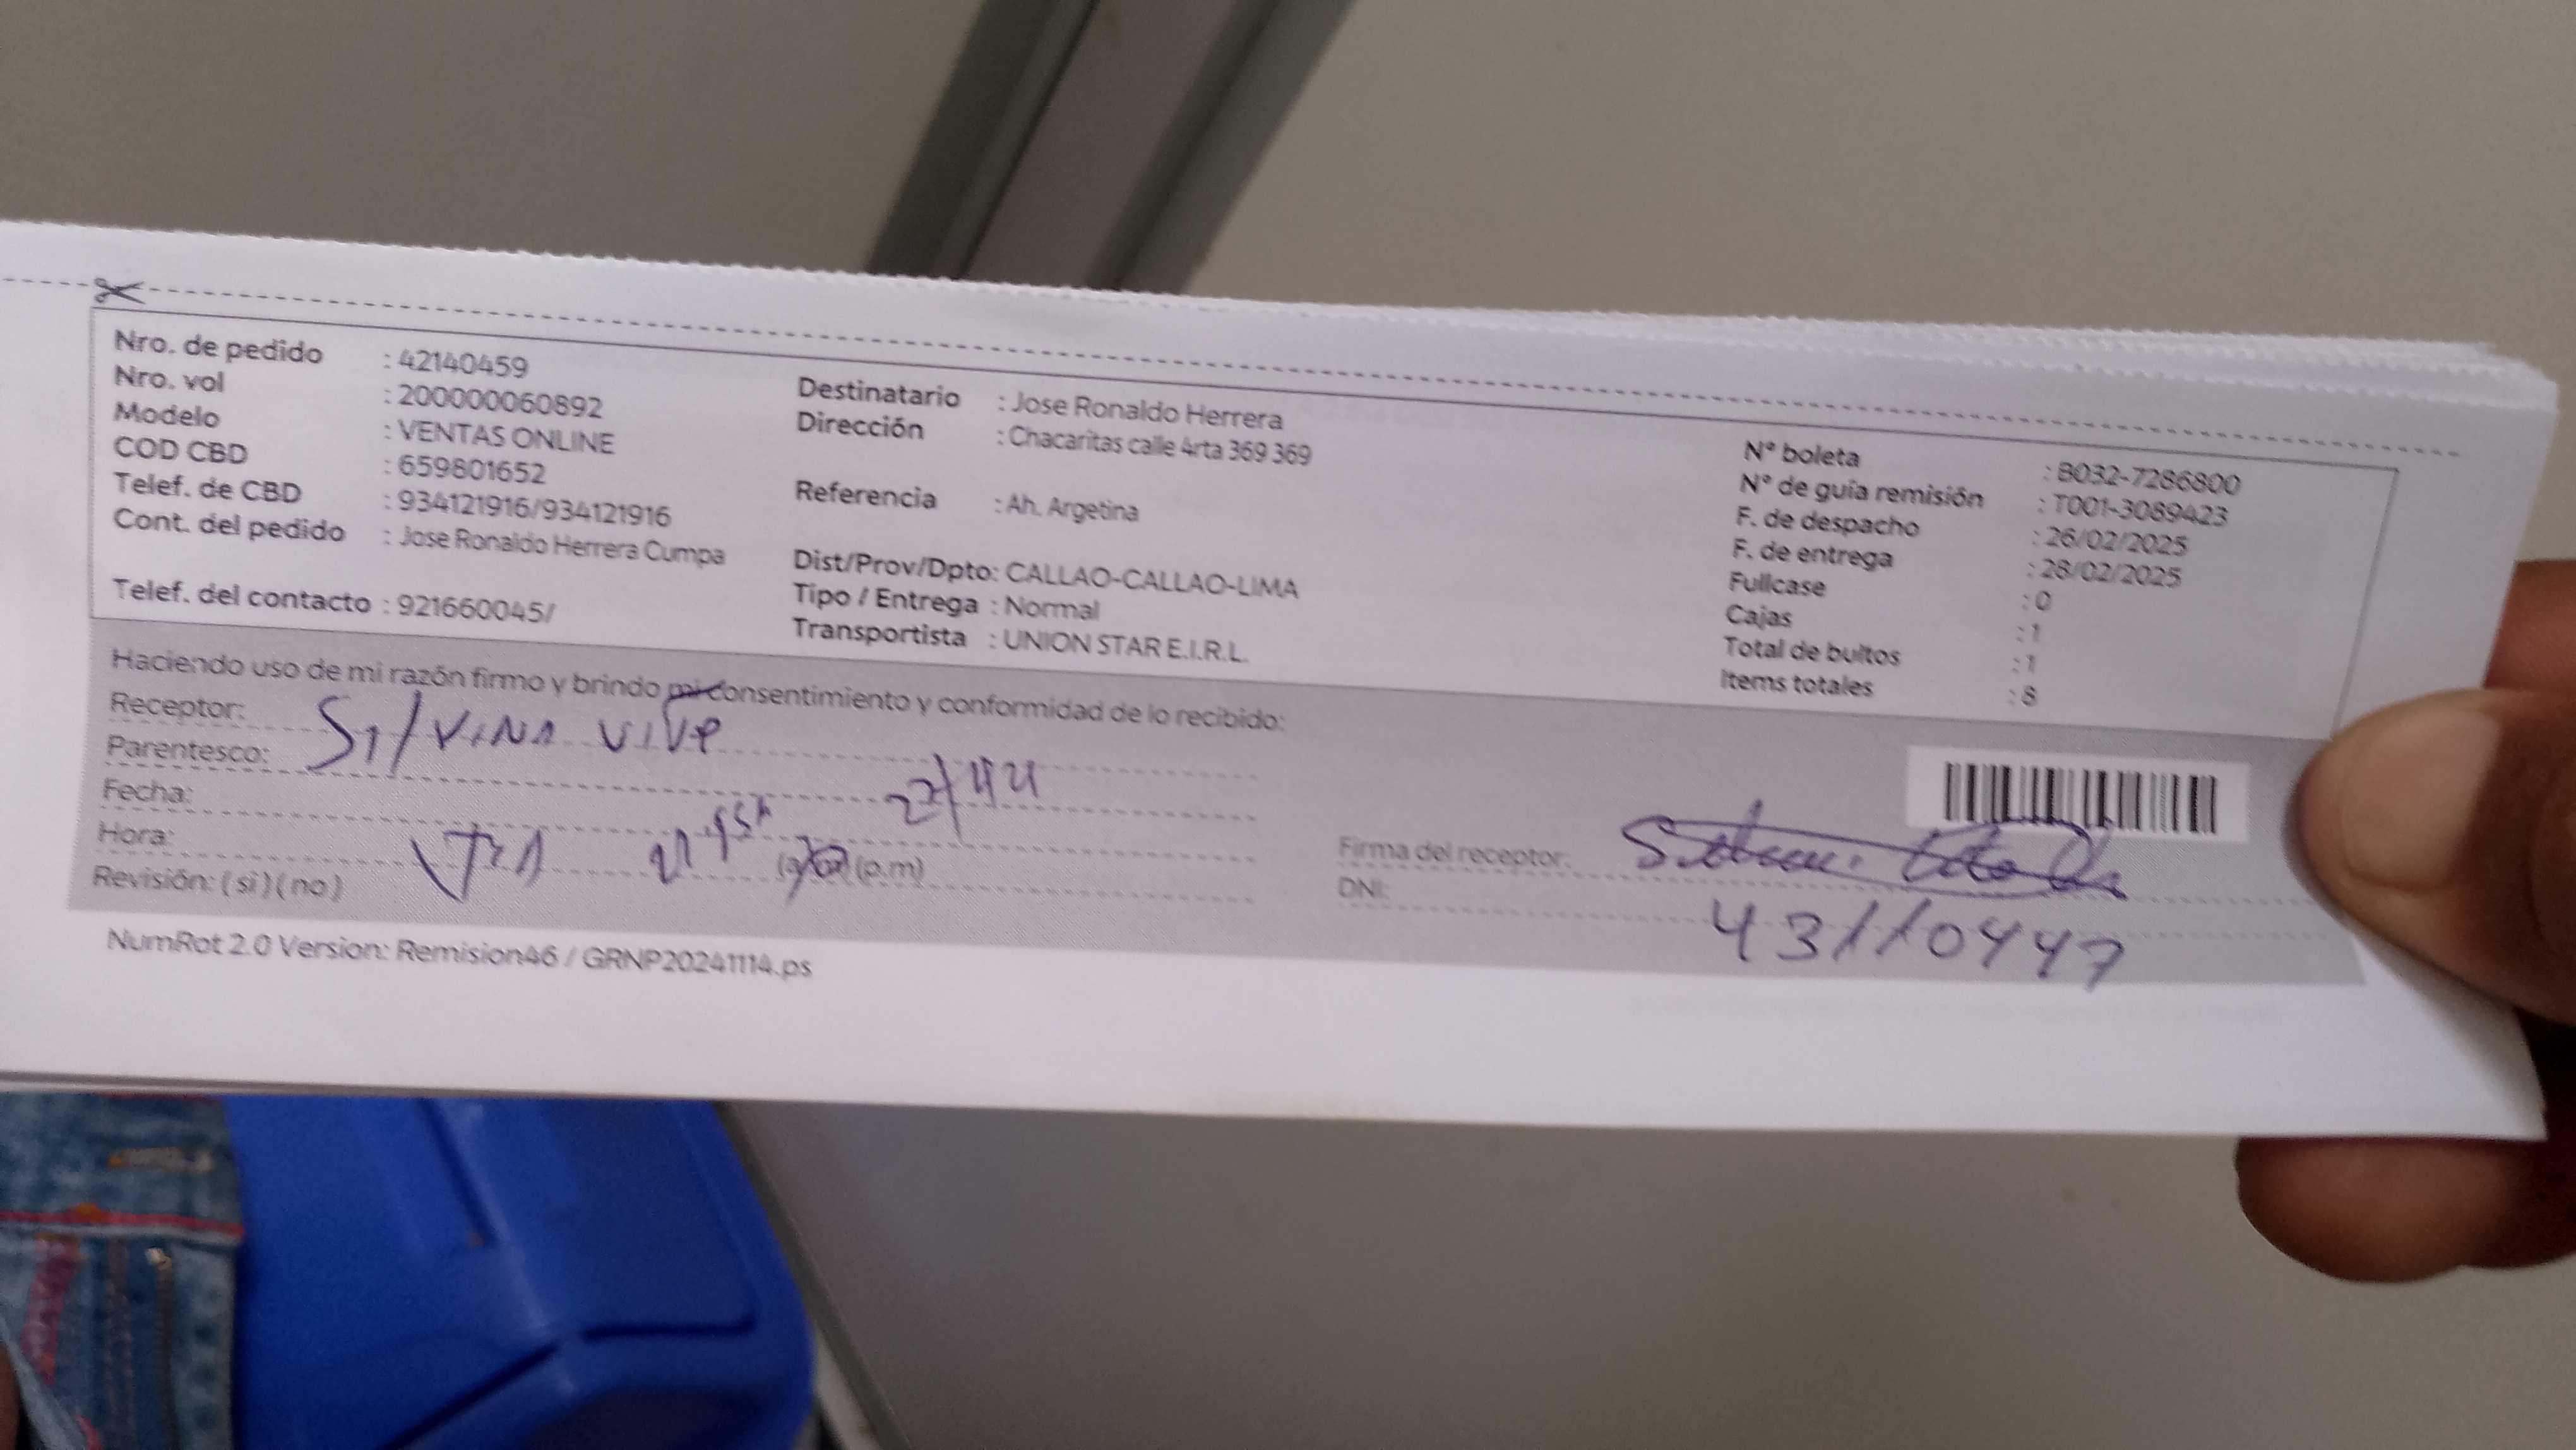 Nro. de pedido : 42140459
Nro. vol : 200000060892
Modelo : VENTAS ONLINE
COD CBD : 659801652
Telef. de CBD : 934121916/934121916
Cont. del pedido : Jose Ronaldo Herrera Cumpa
Telef. del contacto : 921660045/
Destinatario : Jose Ronaldo Herrera
Dirección : Chacaritas calle 4rta 369 369
Referencia : Ah. Argetina
Dist/Prov/Dpto: CALLAO-CALLAO-LIMA
Tipo / Entrega : Normal
Transportista : UNION STAR E.I.R.L.
N° boleta : B032-7286800
N° de guía remisión : T001-3089423
F. de despacho : 26/02/2025
F. de entrega : 28/02/2025
Fullcase : 0
Cajas : 1
Total de bultos : 1
Items totales : 8
Haciendo uso de mi razón firmo y brindo mi consentimiento y conformidad de lo recibido:
Receptor: Silvina
Parentesco:
Fecha:
Hora: (p.m)
Revisión: ( si ) ( no )
Firma del receptor:
DNI: 43110447
NumRot 2.0 Version: Remision46 / GRNP20241114.ps